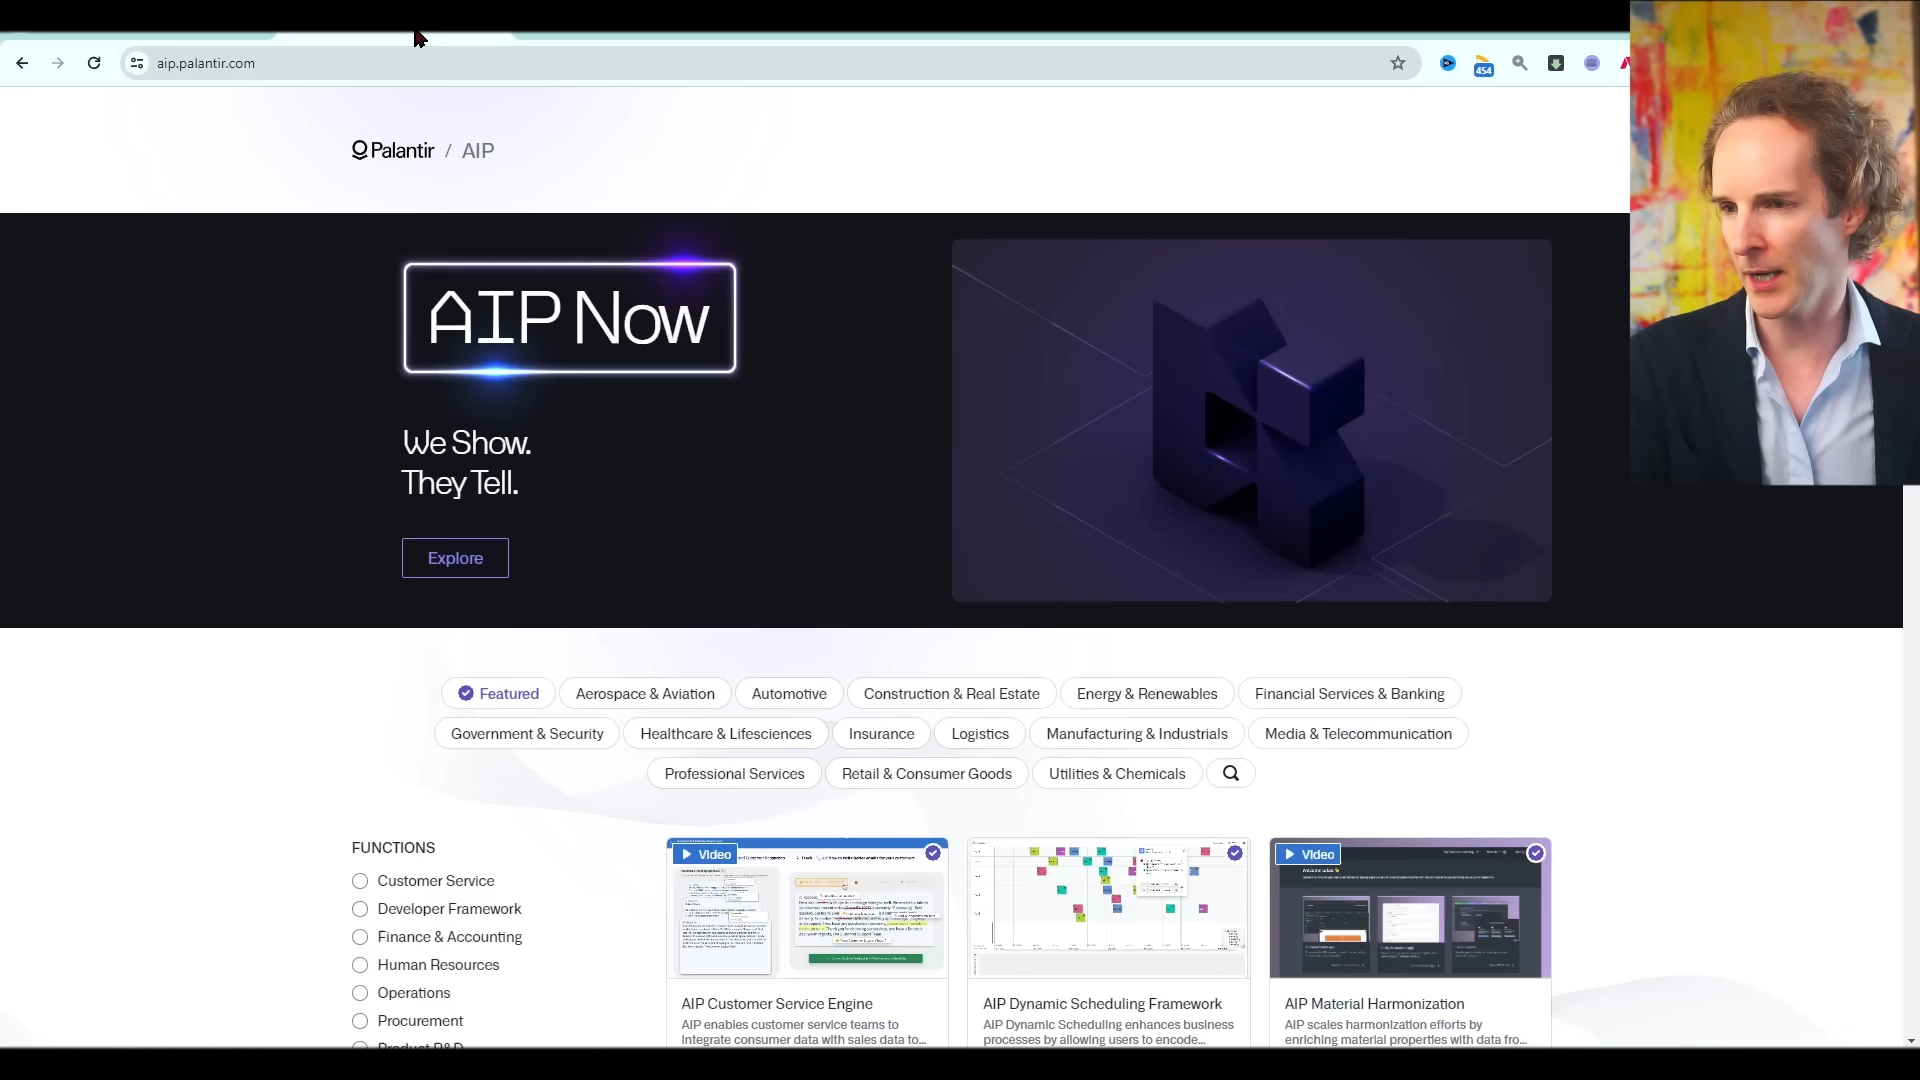 aip.palantir.com
454
Palantir / AIP
AIP Now
We Show.
They Tell.
Explore
Featured
Aerospace & Aviation
Automotive
Construction & Real Estate
Energy & Renewables
Financial Services & Banking
Government & Security
Healthcare & Lifesciences
Insurance
Logistics
Manufacturing & Industrials
Media & Telecommunication
Professional Services
Retail & Consumer Goods
Utilities & Chemicals
FUNCTIONS
Customer Service
Developer Framework
Finance & Accounting
Human Resources
Operations
Procurement
Product R&D
Video
AIP Customer Service Engine
AIP enables customer service teams to
integrate consumer data with sales data to...
AIP Dynamic Scheduling Framework
AIP Dynamic Scheduling enhances business
processes by allowing users to encode...
Video
AIP Material Harmonization
AIP scales harmonization efforts by
enriching material properties with data fro...